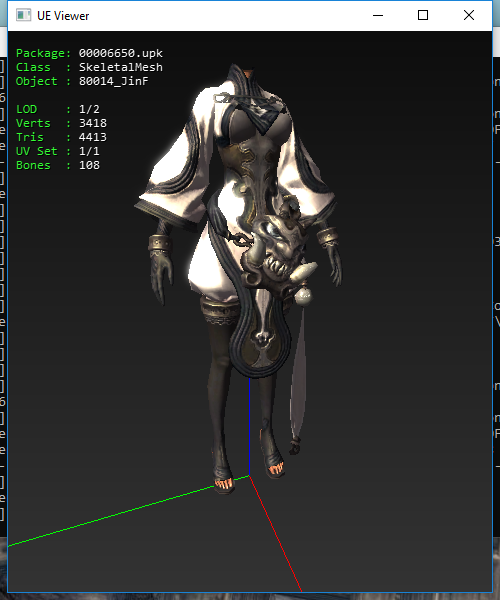 UE Viewer
Package: 00006650.upk
Class : SkeletalMesh
Object : 80014_JinF
LOD : 1/2
Verts : 3418
Tris : 4413
UV Set : 1/1
Bones : 108